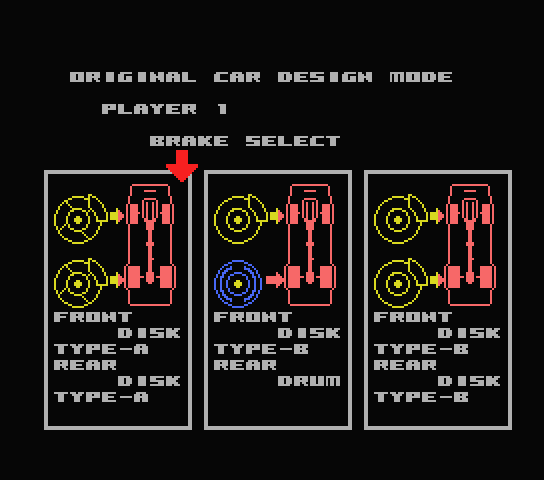 ORIGINAL CAR DESIGN MODE
PLAYER 1
BRAKE SELECT
FRONT
DISK
TYPE-A
REAR
DISK
TYPE-A
FRONT
DISK
TYPE-B
REAR
DRUM
FRONT
DISK
TYPE-B
REAR
DISK
TYPE-B